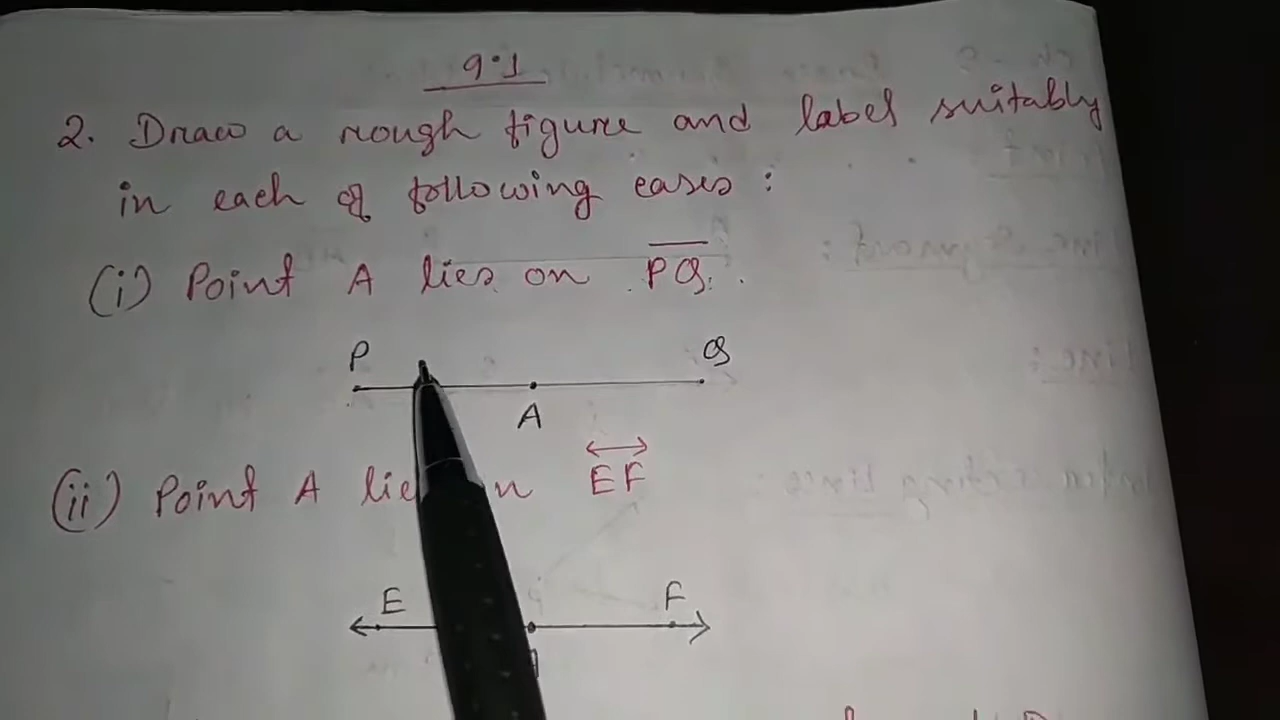 9.1
2. Draw a rough figure and label suitably
in each of following cases :
(i) Point A lies on PQ.
P Q
A
(ii) Point A lie n EF
E F